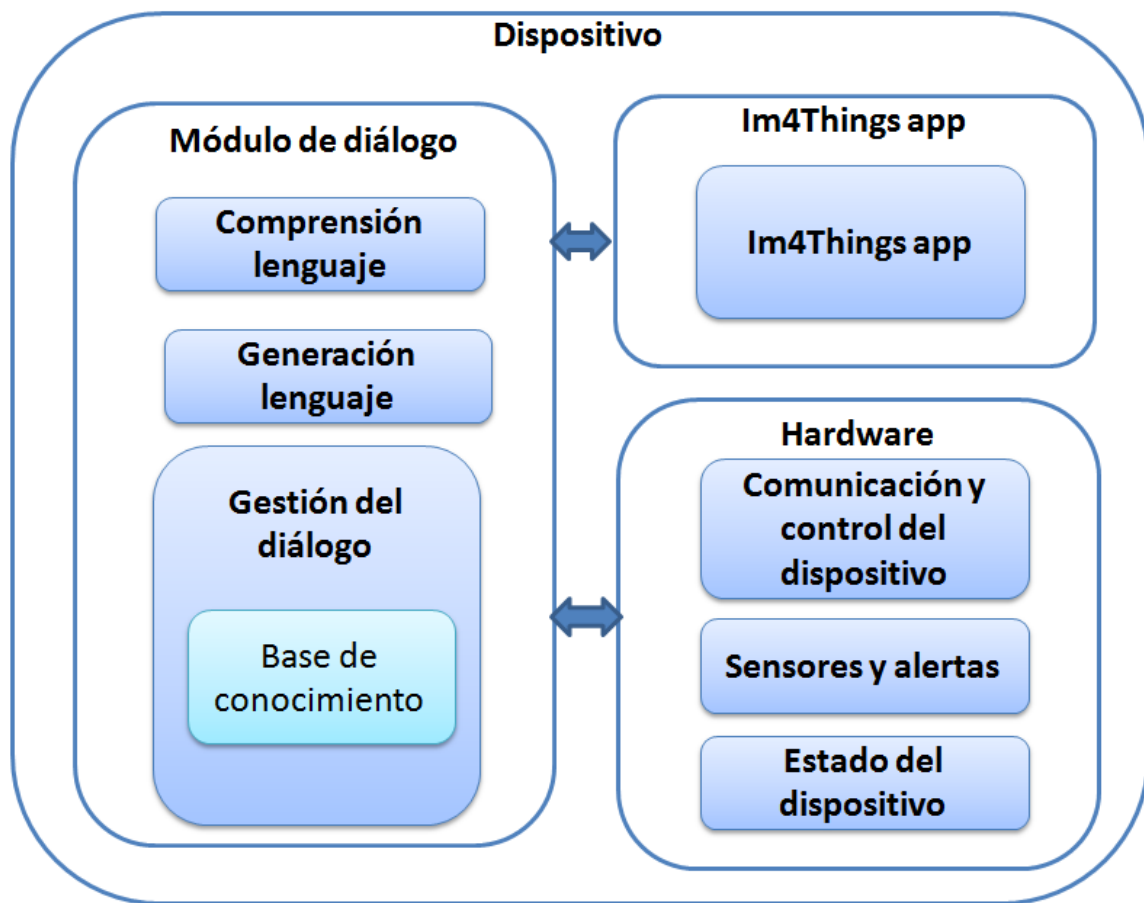 Dispositivo
Módulo de diálogo
Comprensión
lenguaje
Generación
lenguaje
Gestión del
diálogo
Base de
conocimiento
Im4Things app
Im4Things app
Hardware
Comunicación y
control del
dispositivo
Sensores y alertas
Estado del
dispositivo